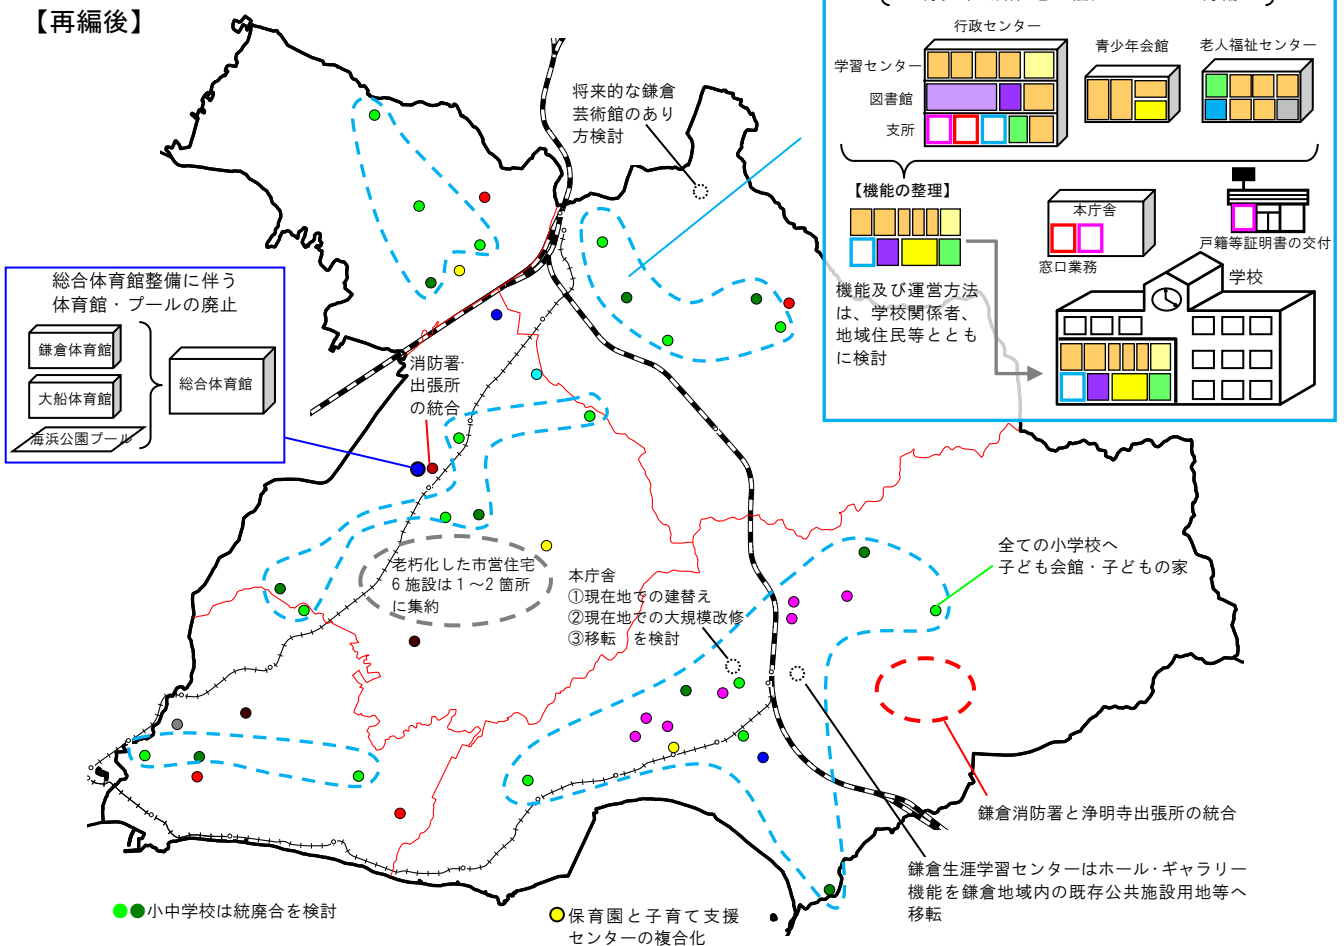 【再編後】
将来的な鎌倉
芸術館のあり
方検討
行政センター
青少年会館
老人福祉センター
学習センター
図書館
支所
【機能の整理】
本庁舎
窓口業務
戸籍等証明書の交付
学校
機能及び運営方法
は、学校関係者、
地域住民等ととも
に検討
総合体育館整備に伴う
体育館・プールの廃止
鎌倉体育館
大船体育館
海浜公園プール
総合体育館
消防署・
出張所
の統合
老朽化した市営住宅
6 施設は1～2 箇所
に集約
本庁舎
①現在地での建替え
②現在地での大規模改修
③移転　を検討
全ての小学校へ
子ども会館・子どもの家
鎌倉消防署と浄明寺出張所の統合
鎌倉生涯学習センターはホール・ギャラリー
機能を鎌倉地域内の既存公共施設用地等へ
移転
小中学校は統廃合を検討
保育園と子育て支援
センターの複合化